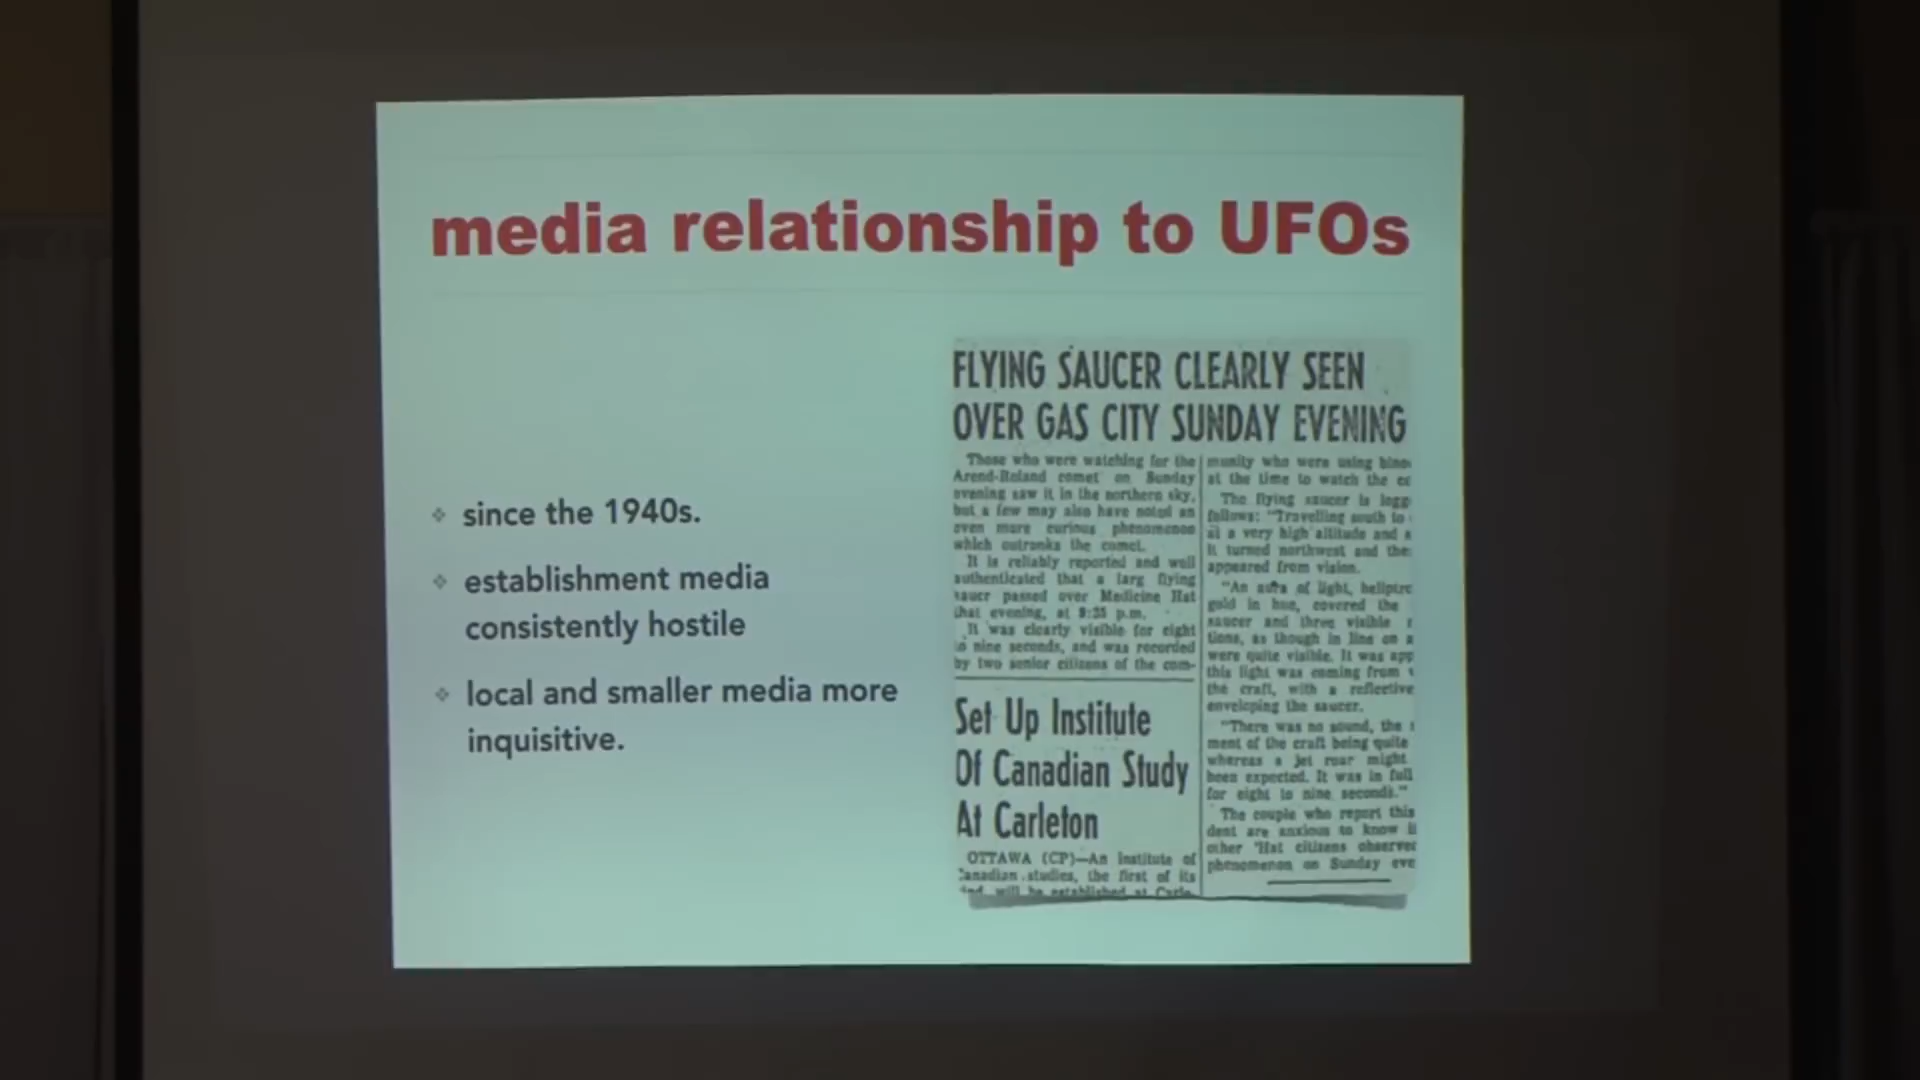 media relationship to UFOs
since the 1940s.
establishment media
consistently hostile
local and smaller media more
inquisitive.
FLYING SAUCER CLEARLY SEEN
OVER GAS CITY SUNDAY EVENING
Those who were watching for the
Arend-Roland comet on Sunday
evening saw it in the northern sky,
but a few may also have noted an
even more curious phenomenon
which outranks the comet.
It is reliably reported and well
authenticated that a larg flying
saucr passed over Medicine Hat
that evening, at 9:35 p.m.
It was clearly visible for eight
to nine seconds, and was recorded
by two senior citizens of the com-
Set Up Institute
Of Canadian Study
At Carleton
OTTAWA (CP)—An Institute of
Canadian studies, the first of its
will be established at Carle-
munity who were using
at the time to watch the
The flying saucer is
follows: "Travelling south to
at a very high altitude and
it turned northwest and
appeared from vision.
"An of light,
gold in hue, covered the
saucer and three visible
tions, as though in line on a
were quite visible. It was
this light was coming from
the craft, with a reflective
enveloping the saucer.
"There was no sound, the
ment of the craft being quite
whereas a jet roar might
been expected. It was in full
for eight to nine seconds."
The couple who report this
dent are anxious to know
other 'Hat citizens observed
phenomenon on Sunday eve